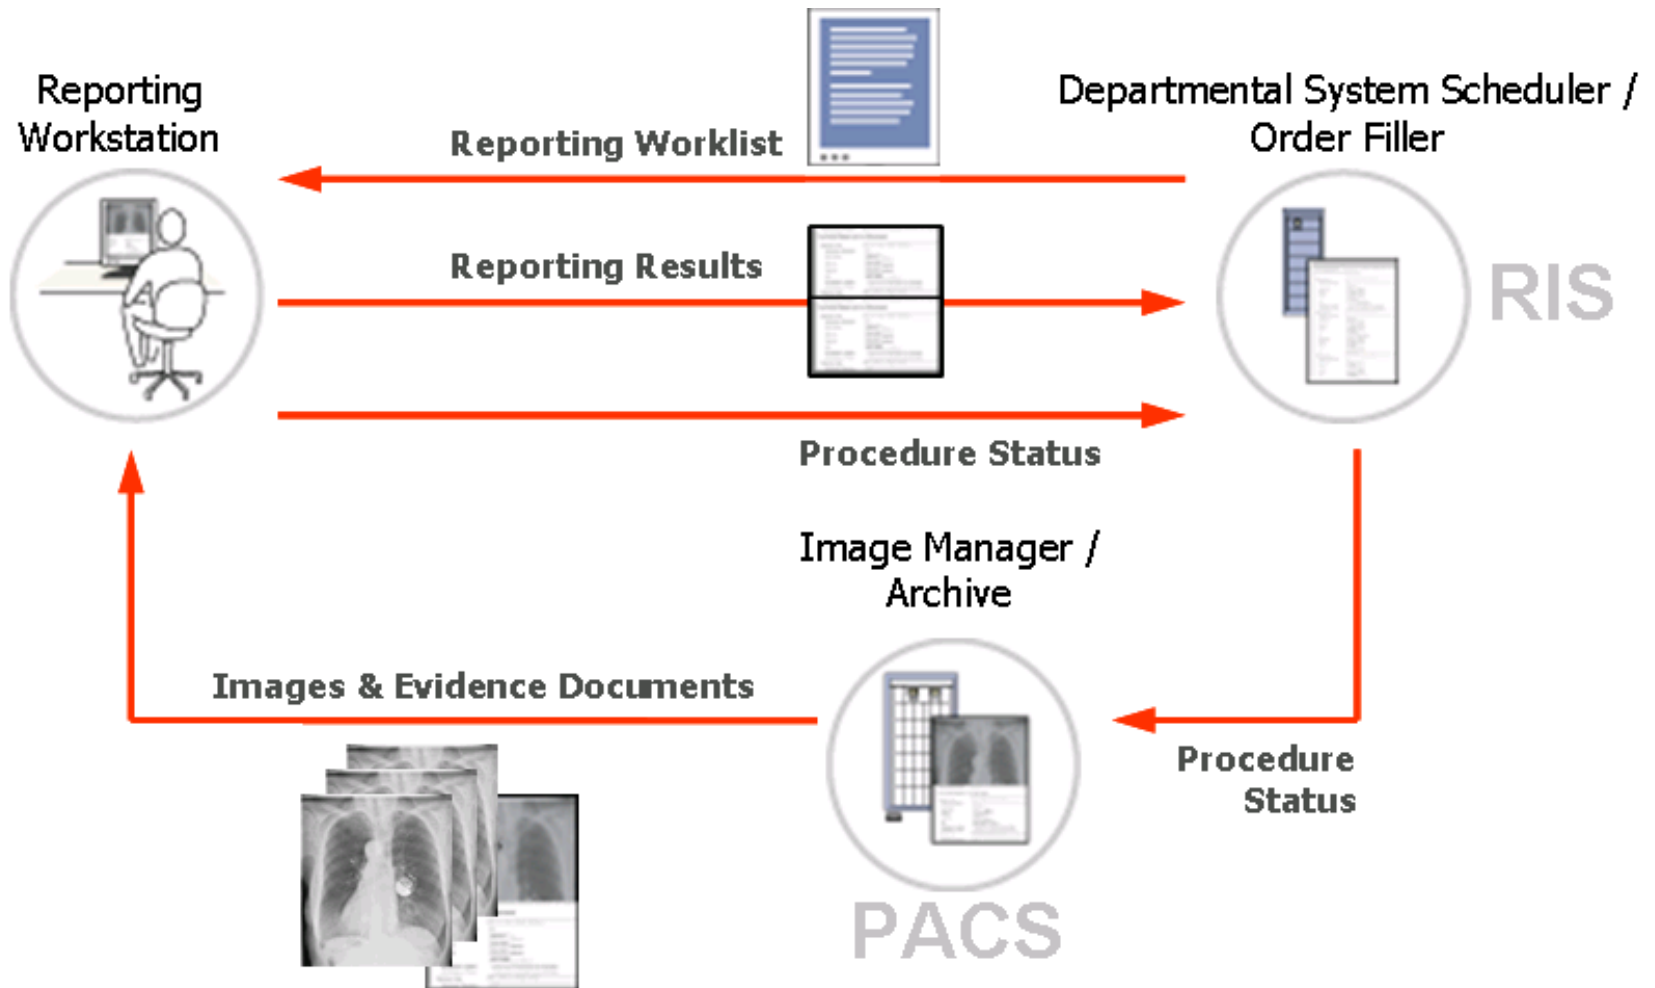 Reporting
Workstation
Reporting Worklist
Departmental System Scheduler /
Order Filler
Reporting Results
RIS
Procedure Status
Image Manager /
Archive
Images & Evidence Documents
Procedure
Status
PACS